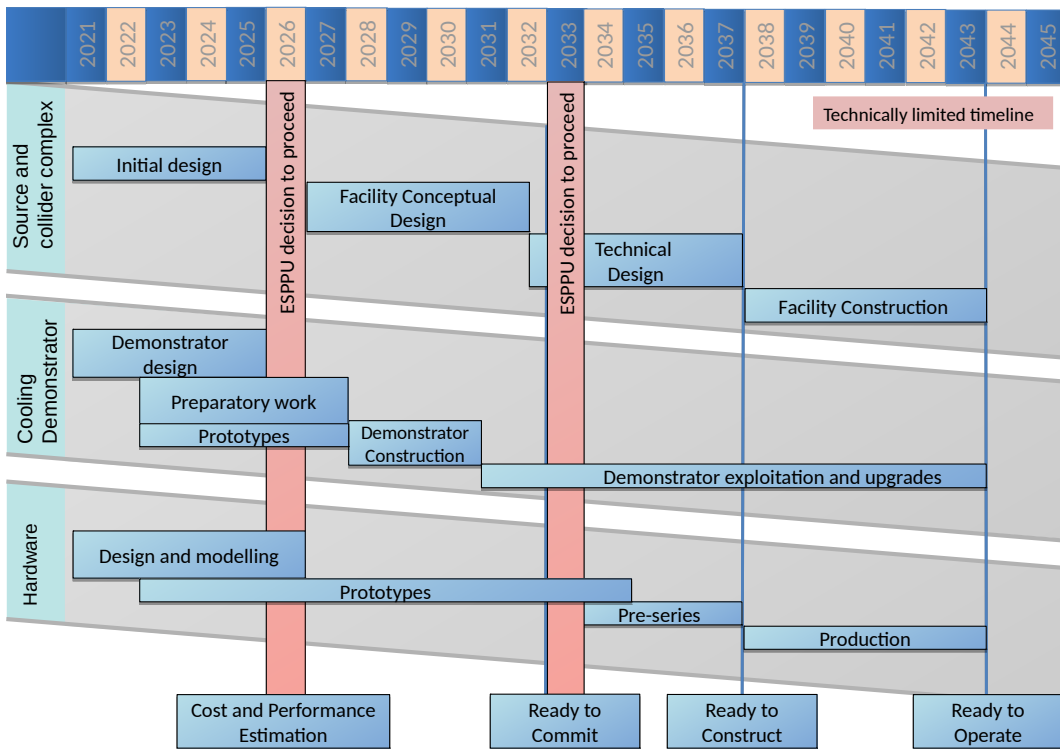 2021 2022 2023 2024 2025 2026 2027 2028 2029 2030 2031 2032 2033 2034 2035 2036 2037 2038 2039 2040 2041 2042 2043 2044 2045
Technically limited timeline
Source and
collider complex
Initial design
ESPPU decision to proceed
Facility Conceptual
Design
ESPPU decision to proceed
Technical
Design
Facility Construction
Cooling
Demonstrator
Demonstrator
design
Preparatory work
Prototypes
Demonstrator
Construction
Demonstrator exploitation and upgrades
Hardware
Design and modelling
Prototypes
Pre-series
Production
Cost and Performance
Estimation
Ready to
Commit
Ready to
Construct
Ready to
Operate